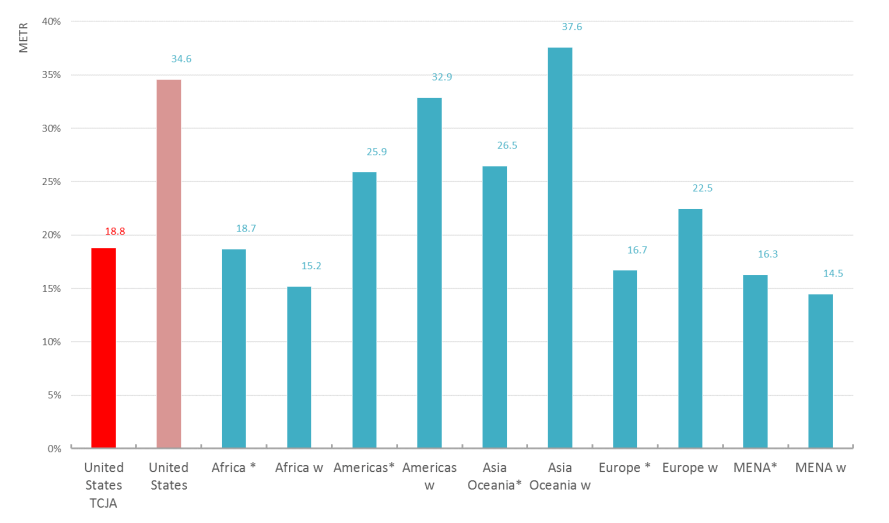 METR
40%
35%
30%
25%
20%
15%
10%
5%
0%
18.8
34.6
18.7
15.2
25.9
32.9
26.5
37.6
16.7
22.5
16.3
14.5
United
States
TCJA
United
States
Africa *
Africa w
Americas*
Americas
w
Asia
Oceania*
Asia
Oceania w
Europe *
Europe w
MENA*
MENA w